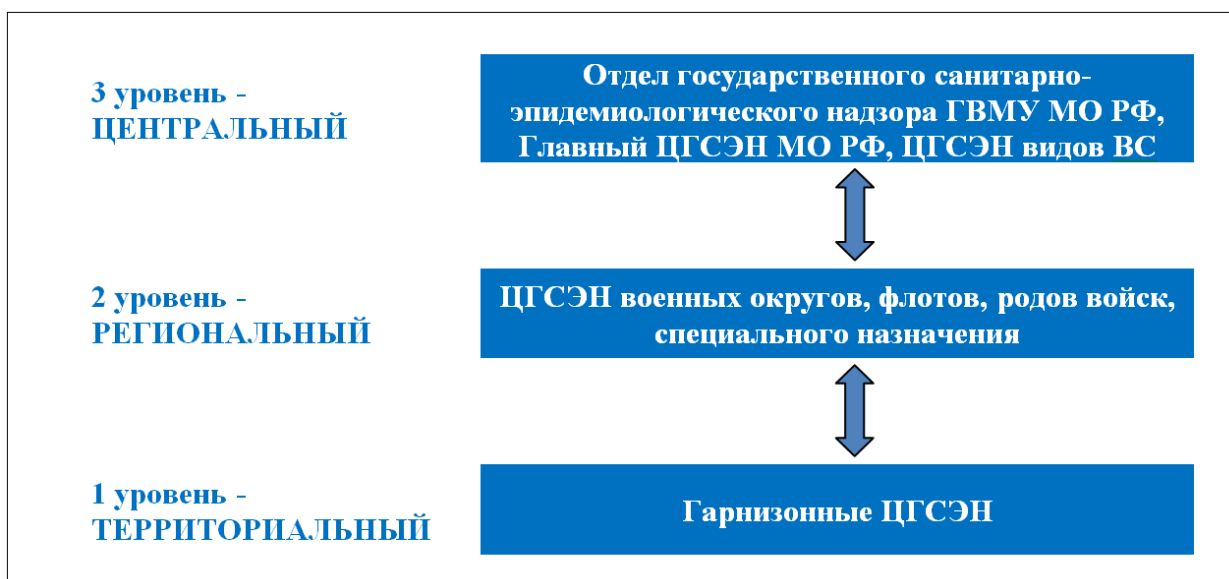 3 уровень -
ЦЕНТРАЛЬНЫЙ
Отдел государственного санитарно-
эпидемиологического надзора ГВМУ МО РФ,
Главный ЦГСЭН МО РФ, ЦГСЭН видов ВС
2 уровень -
РЕГИОНАЛЬНЫЙ
ЦГСЭН военных округов, флотов, родов войск,
специального назначения
1 уровень -
ТЕРРИТОРИАЛЬНЫЙ
Гарнизонные ЦГСЭН